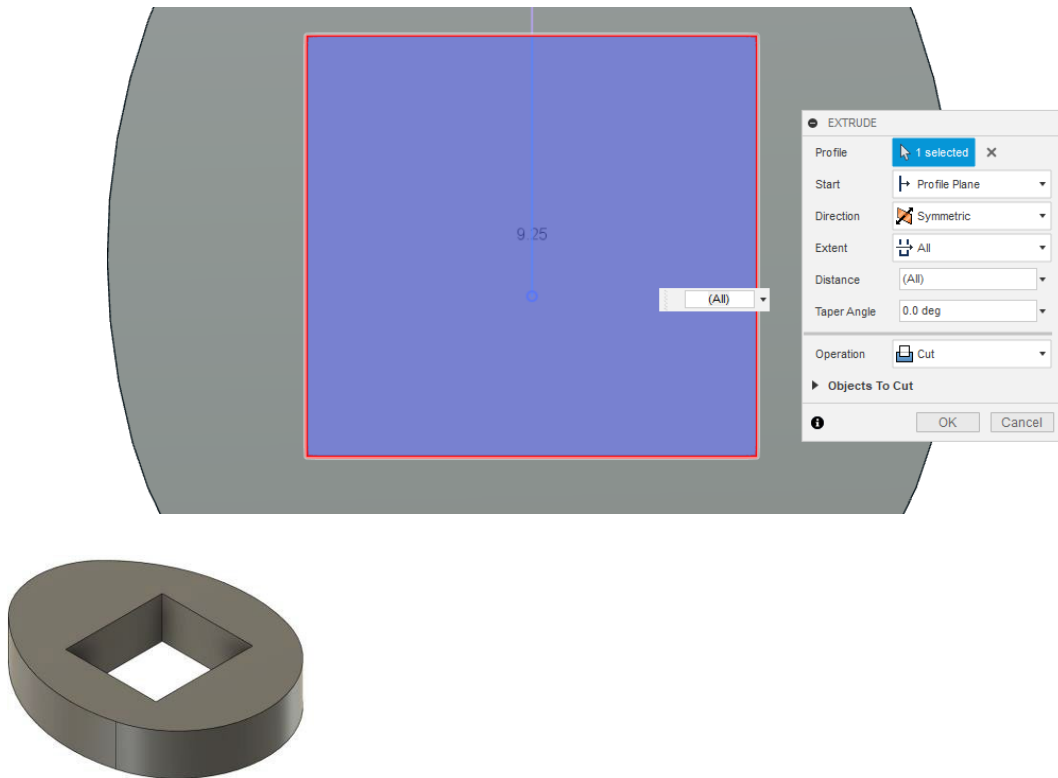 EXTRUDE
Profile 1 selected
Start Profile Plane
Direction Symmetric
Extent All
Distance (All)
Taper Angle 0.0 deg
Operation Cut
Objects To Cut
OK Cancel
9.25
(All)